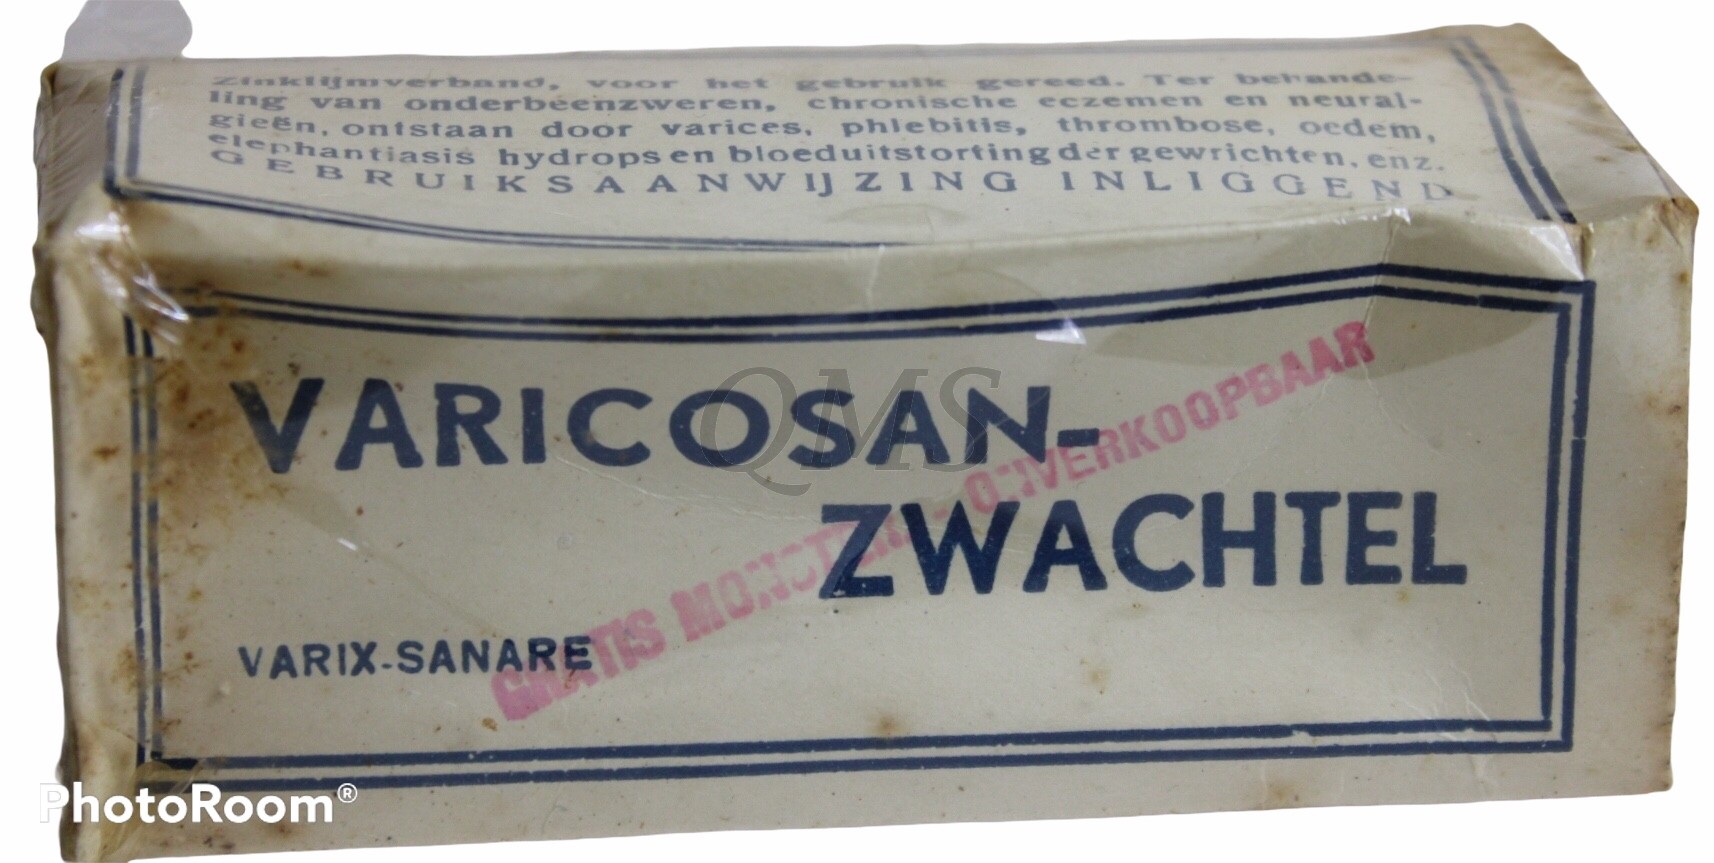 Zinklijmverband, voor het gebruik gereed. Ter behande-
ling van onderbeenzweren, chronische eczemen en neural-
gieën, ontstaan door varices, phlebitis, thrombose, oedem,
elephantiasis hydrops en bloeduitstorting der gewrichten, enz.
GEBRUIKSAANWIJZING INLIGGEND
VARICOSAN-
ZWACHTEL
VARIX-SANARE
GRATIS MONSTER - ONVERKOOPBAAR
QMS
PhotoRoom®